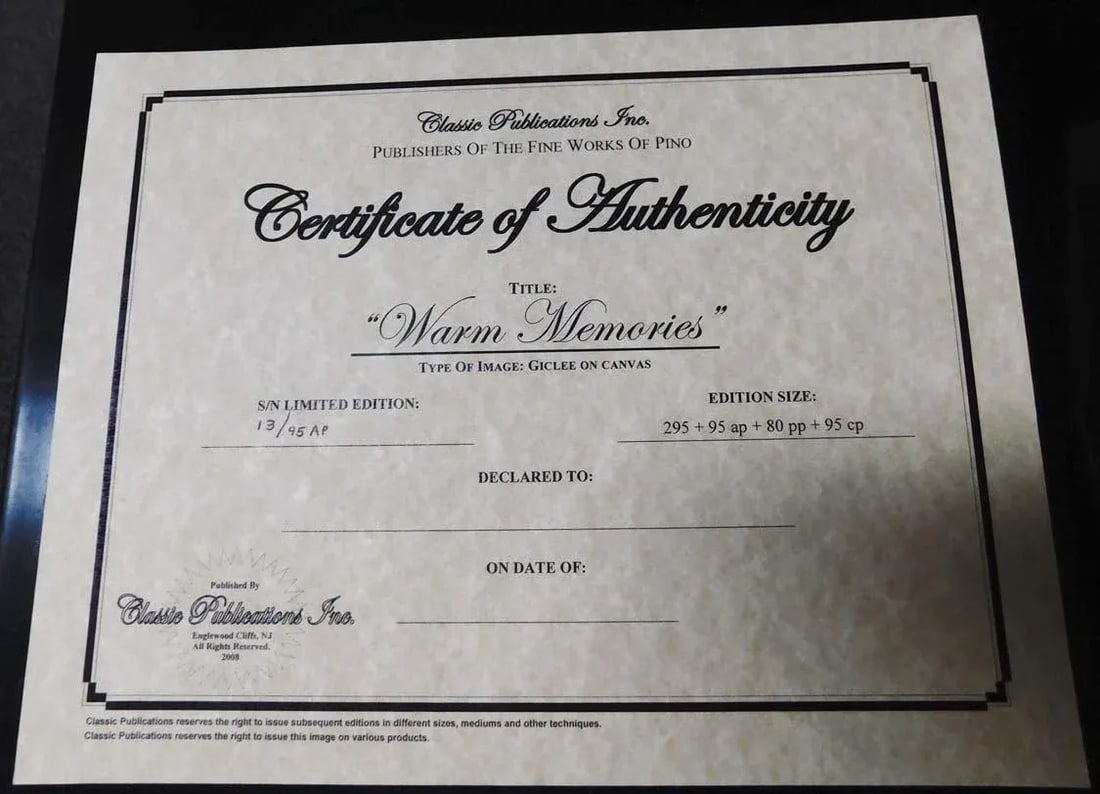 Classic Publications Inc.
PUBLISHERS OF THE FINE WORKS OF PINO
Certificate of Authenticity
TITLE:
“Warm Memories”
TYPE OF IMAGE: GICLEE ON CANVAS
S/N LIMITED EDITION:
13/95 AP
EDITION SIZE:
295 + 95 ap + 80 pp + 95 cp
DECLARED TO:
ON DATE OF:
Published By
Classic Publications Inc.
Englewood Cliffs, NJ
All Rights Reserved.
2008
Classic Publications reserves the right to issue subsequent editions in different sizes, mediums and other techniques.
Classic Publications reserves the right to issue this image on various products.